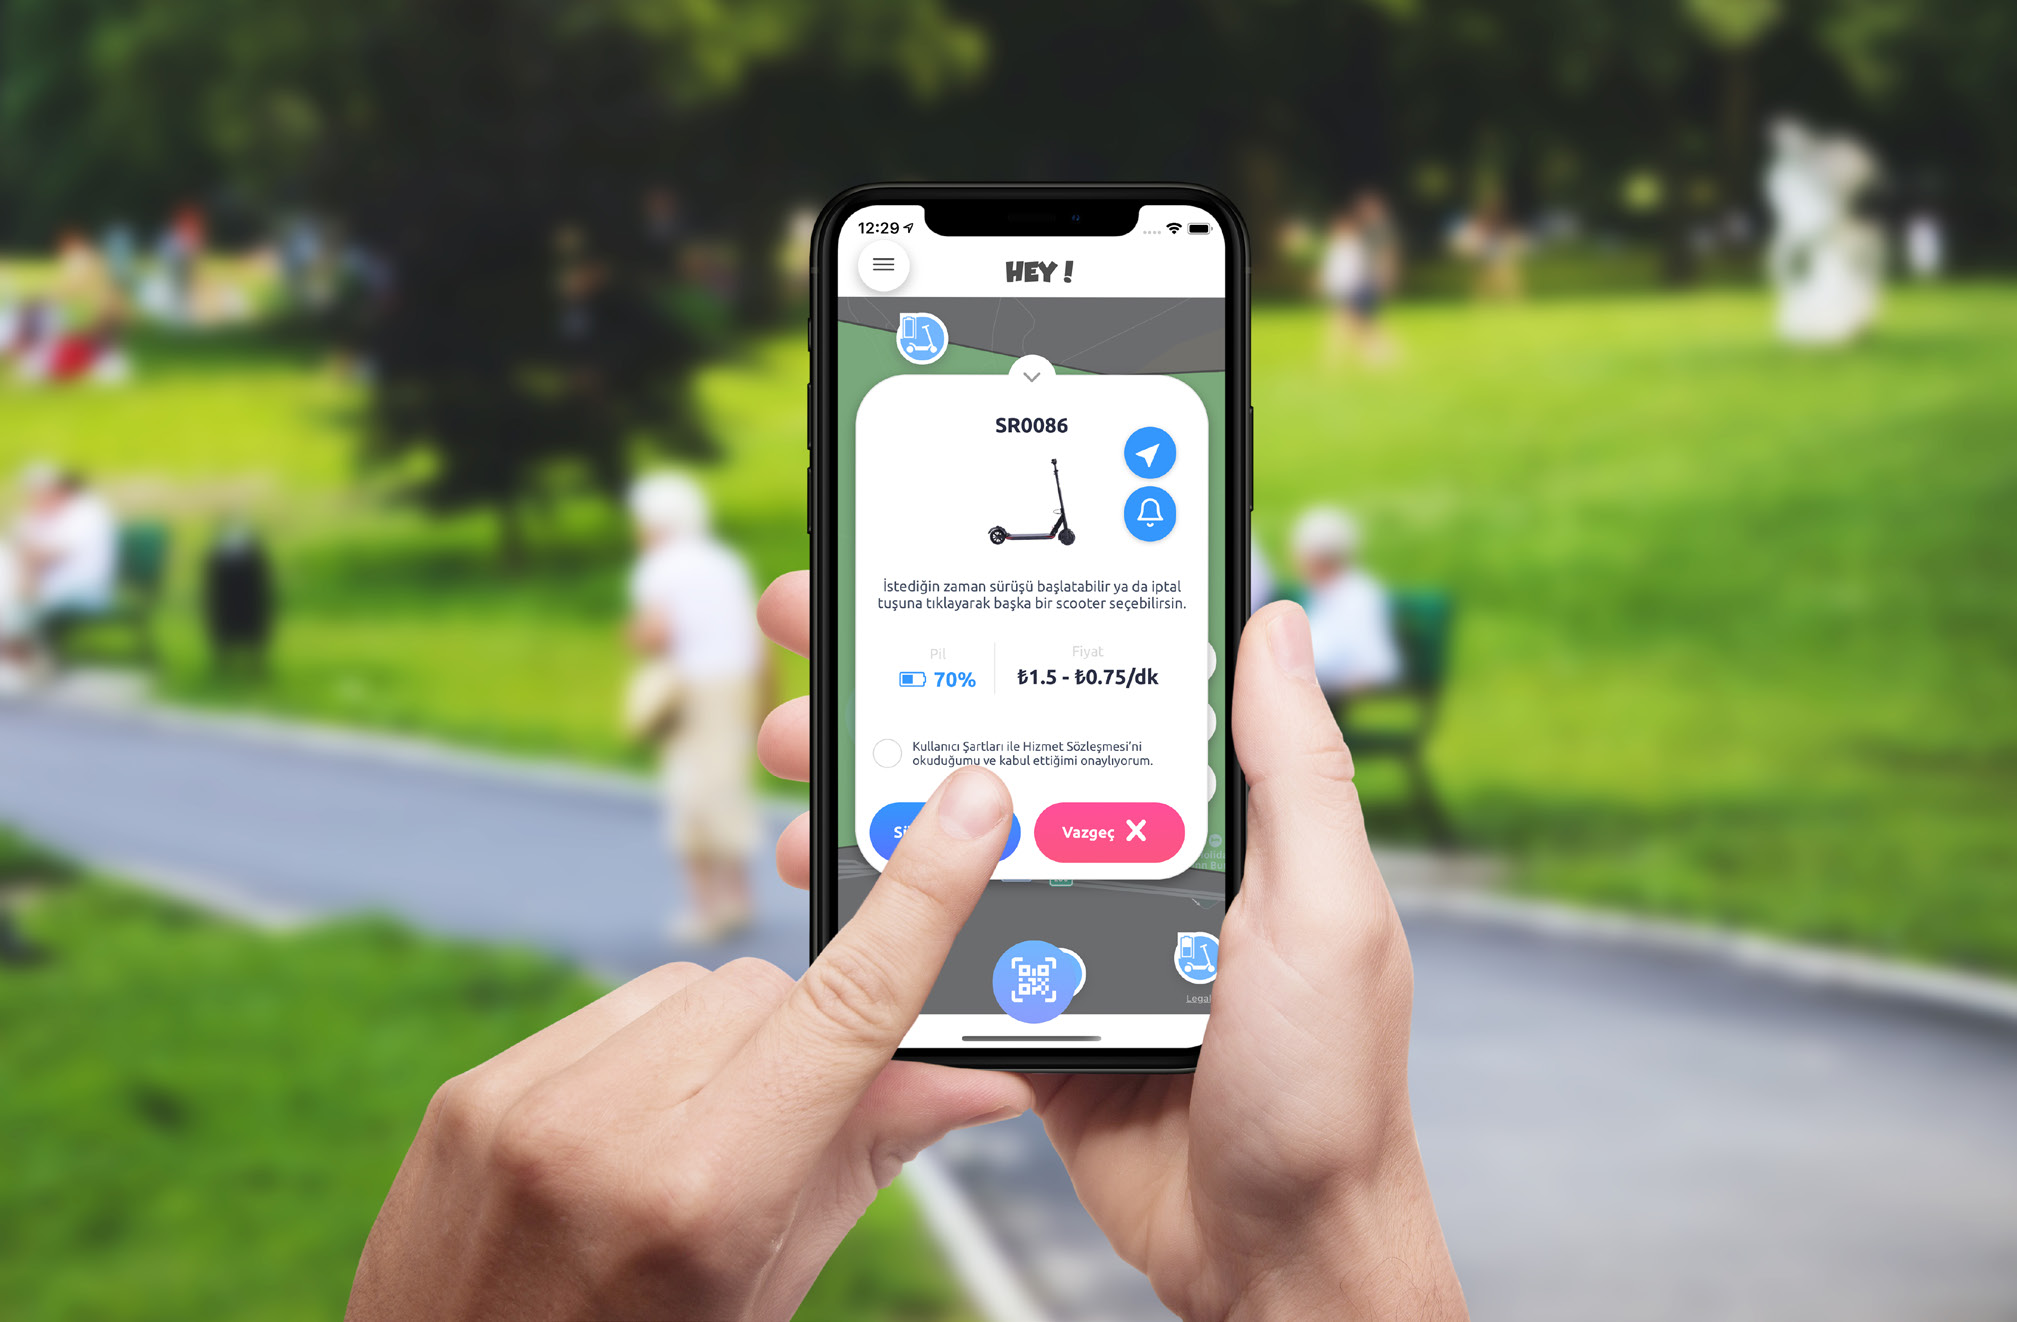 12:29
HEY !
SR0086
İstediğin zaman sürüşü başlatabilir ya da iptal
tuşuna tıklayarak başka bir scooter seçebilirsin.
Pil
Fiyat
70%
₺1.5 - ₺0.75/dk
Kullanıcı Şartları ile Hizmet Sözleşmesi'ni
okuduğumu ve kabul ettiğimi onaylıyorum.
Vazgeç
Legal